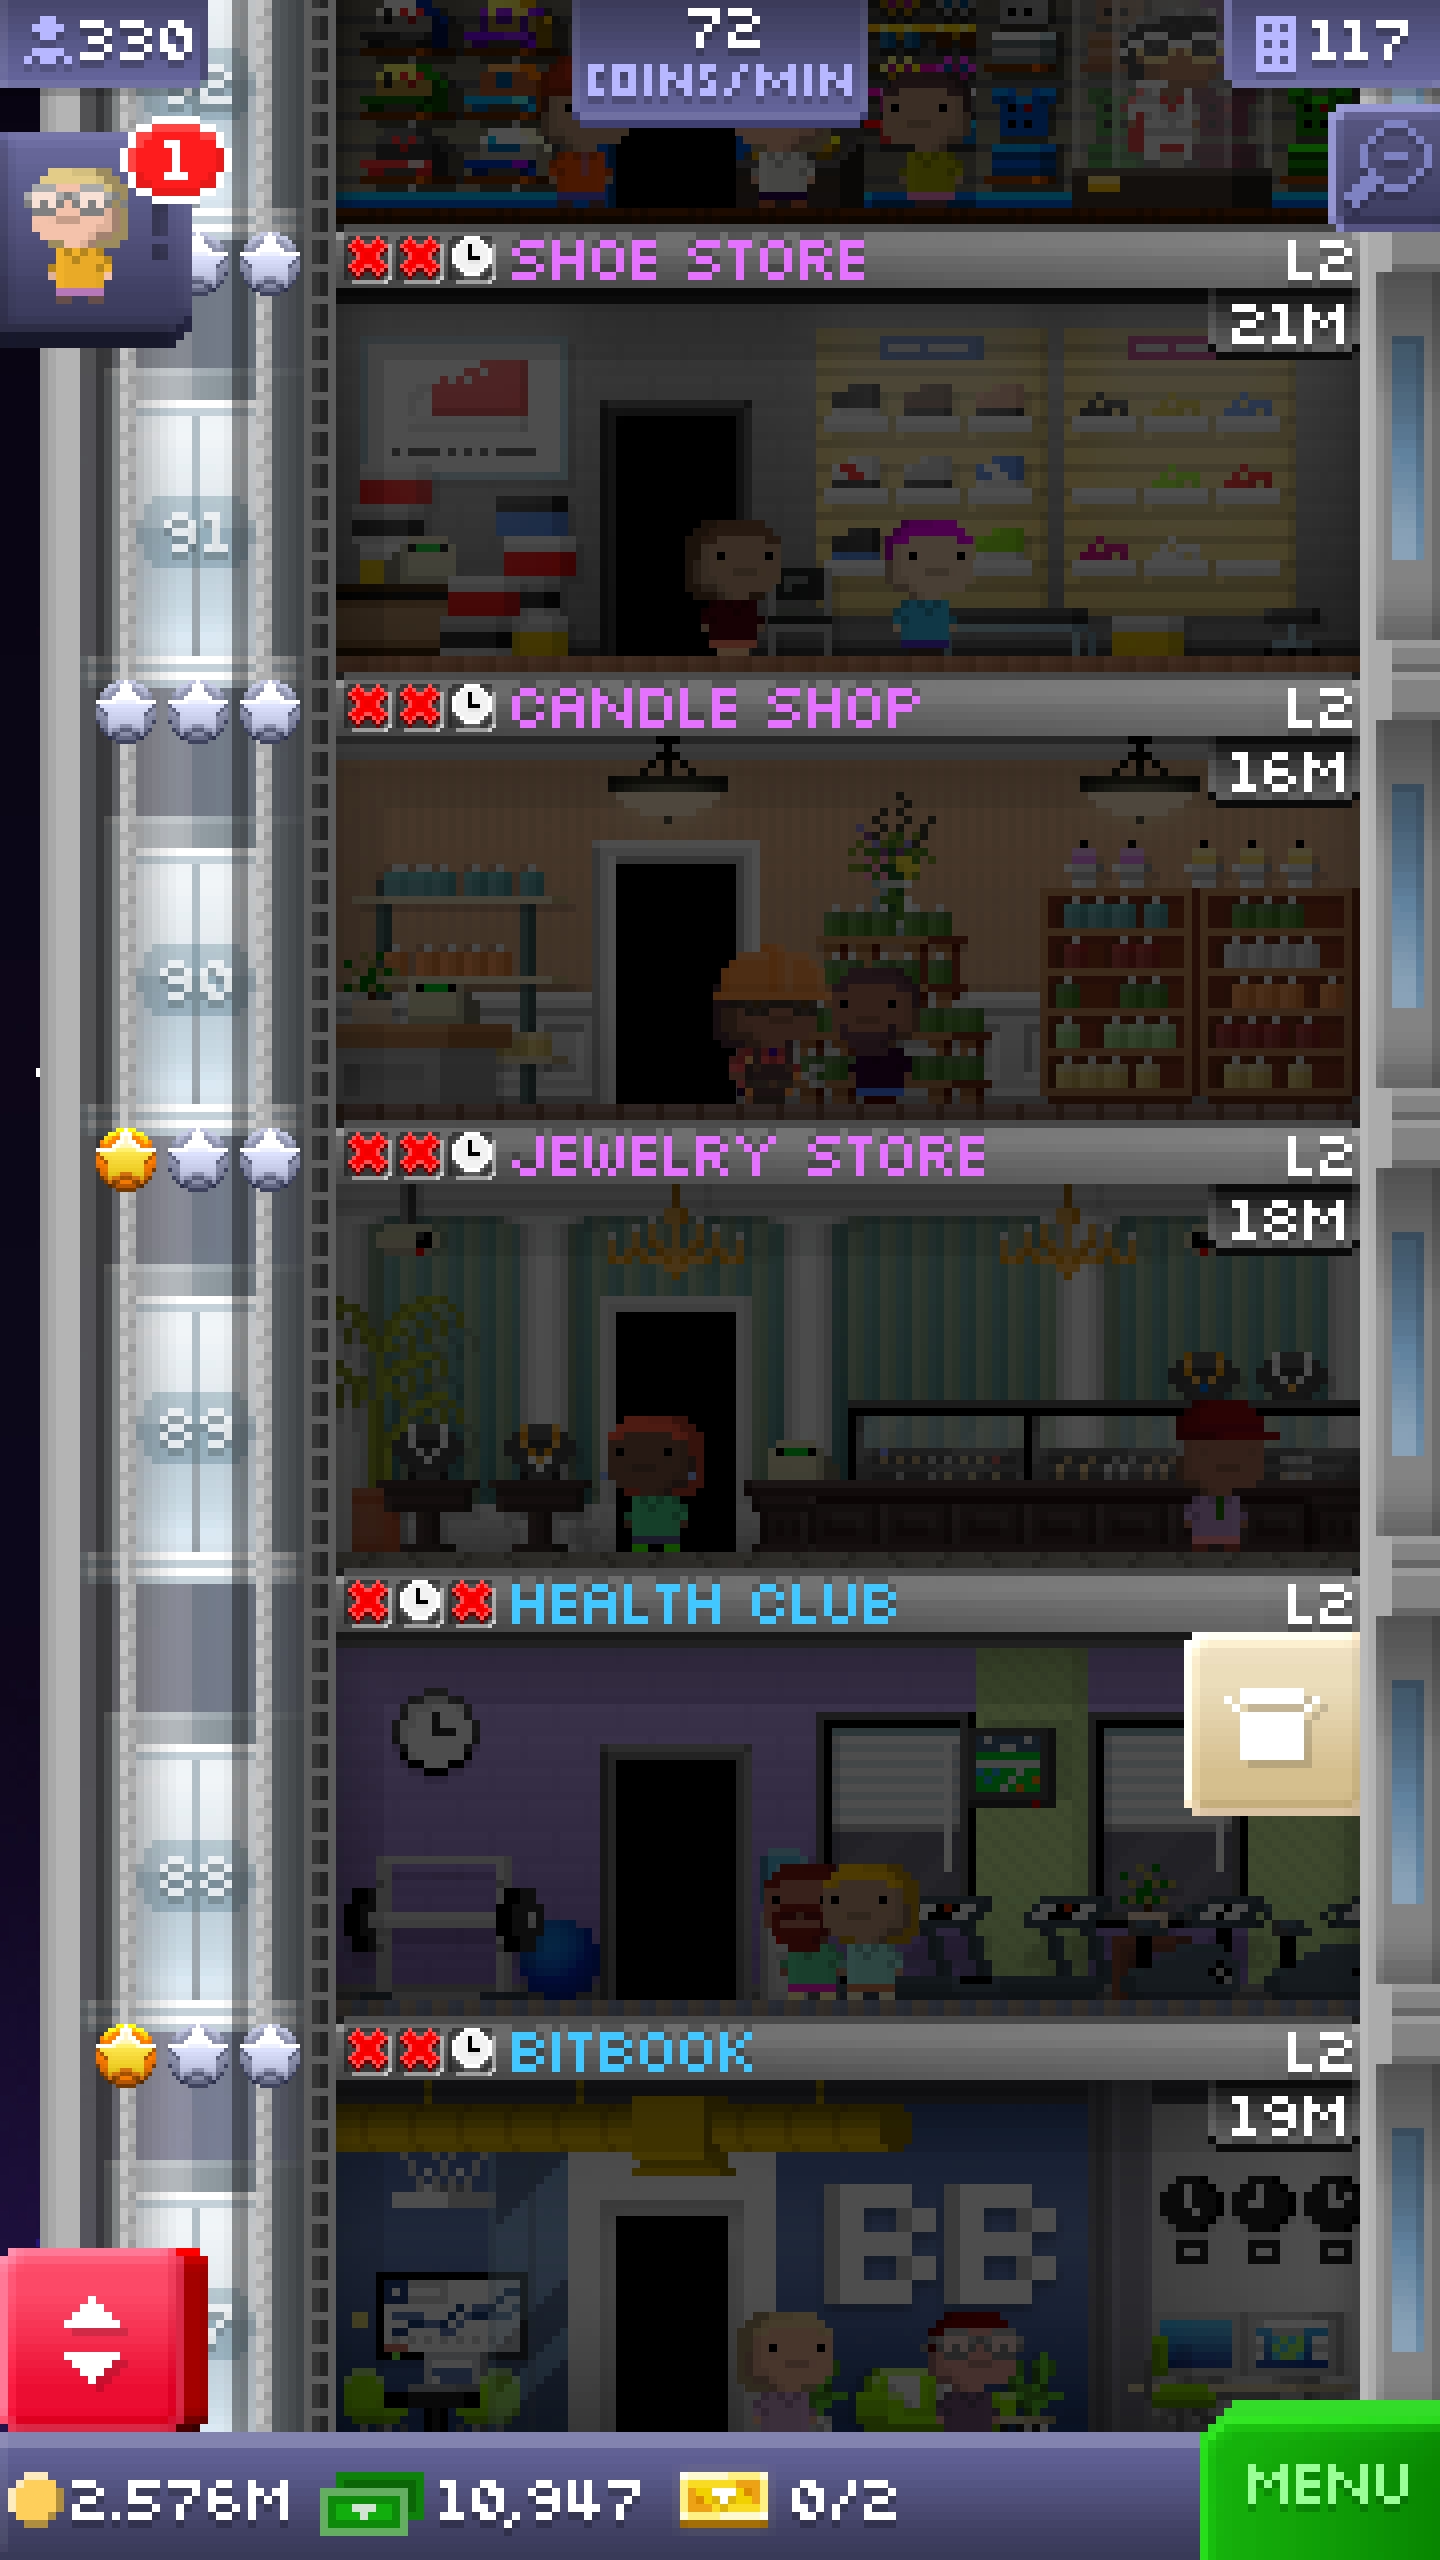 330
72
COINS/MIN
117
1
SHOE STORE L2
21M
91
CANDLE SHOP L2
16M
90
JEWELRY STORE L2
18M
89
HEALTH CLUB L2
88
BITBOOK L2
19M
BB
2.576M 10,947 0/2 MENU